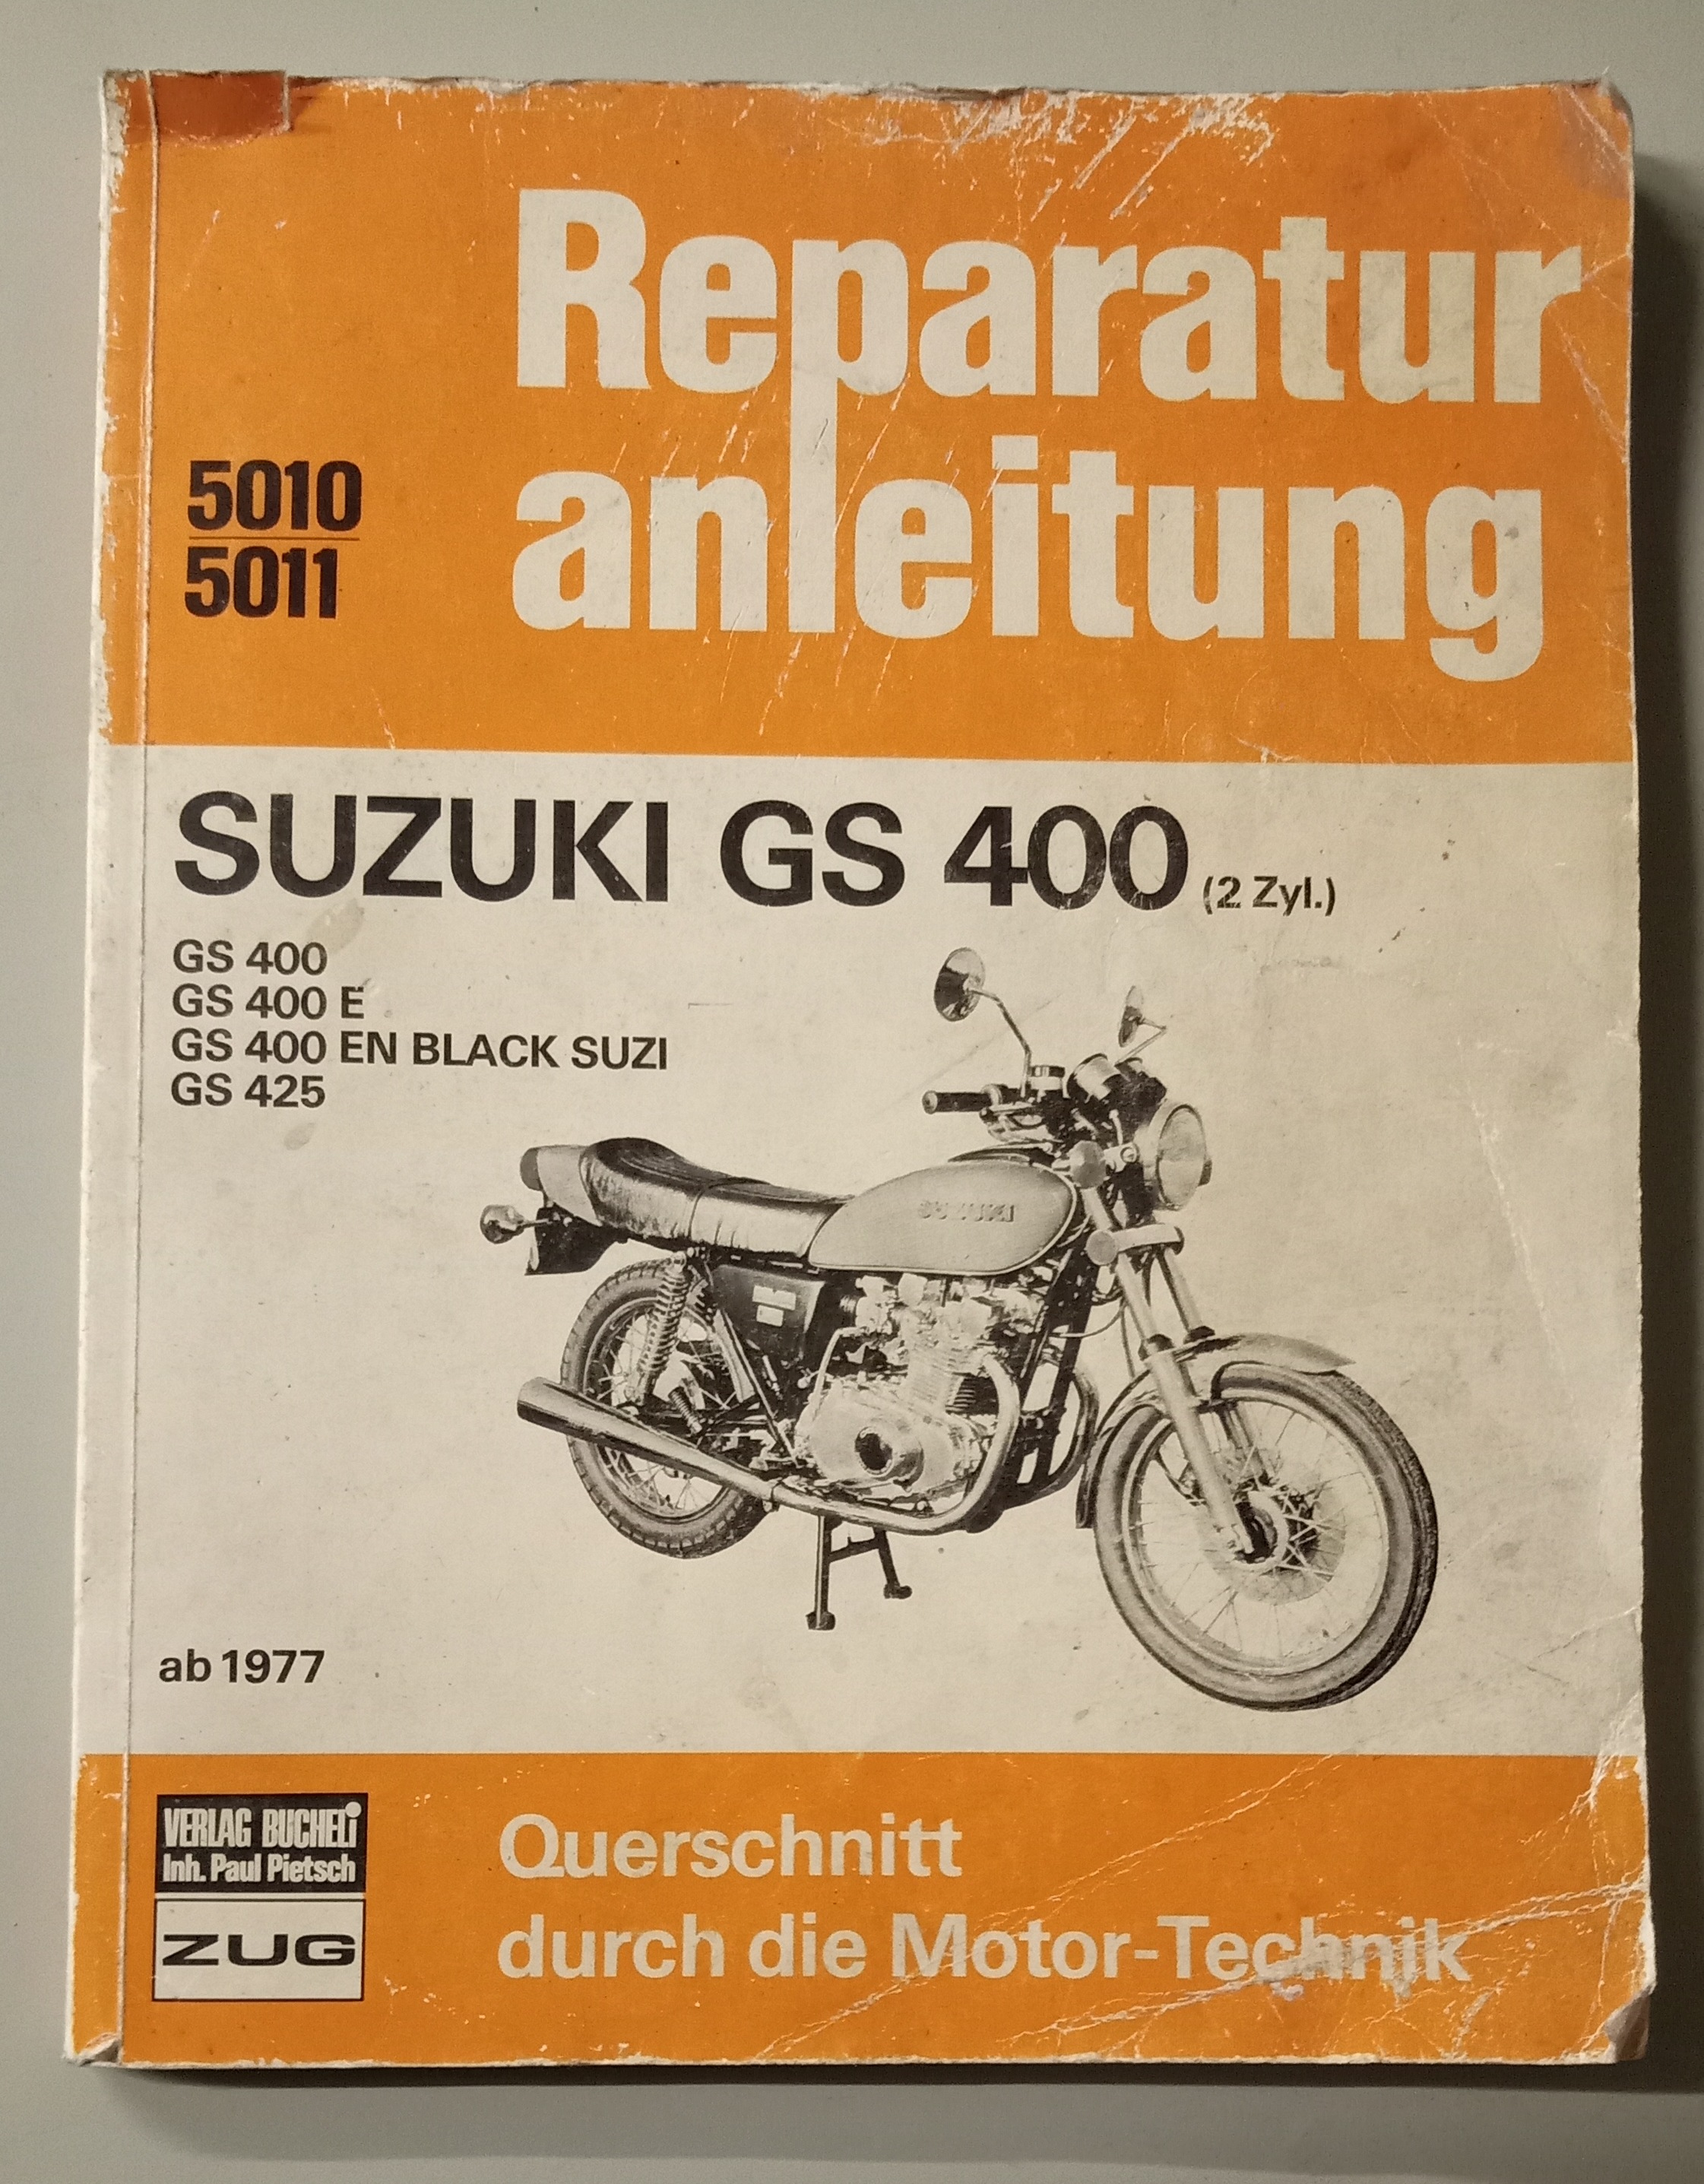 Reparatur
anleitung
5010
5011
SUZUKI GS 400 (2 Zyl.)
GS 400
GS 400 E
GS 400 EN BLACK SUZI
GS 425
SUZUKI
ab 1977
VERLAG BUCHELi
Inh. Paul Pietsch
ZUG
Querschnitt
durch die Motor-Technik